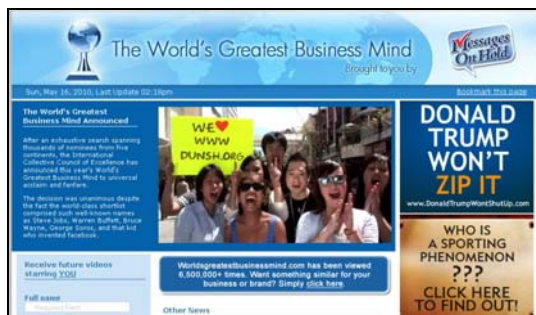 The World's Greatest Business Mind
Brought to you by
Messages
On Hold
Sun, May 16, 2010, Last Update 02:18pm
Bookmark this page
The World's Greatest
Business Mind Announced
After an exhaustive search spanning
thousands of nominees from five
continents, the International
Collective Council of Excellence has
announced this year's World's
Greatest Business Mind to universal
acclaim and fanfare.
The decision was unanimous despite
the fact the world-class shortlist
comprised such well-known names
as Steve Jobs, Warren Buffett, Bruce
Wayne, George Soros, and that kid
who invented facebook.
WE
WWW
DUNSH.ORG
DONALD
TRUMP
WON'T
ZIP IT
www.DonaldTrumpWontShutUp.com
WHO IS
A SPORTING
PHENOMENON
???
CLICK HERE
TO FIND OUT!
Receive future videos
starring YOU
Full name
Required Field
Worldsgreatestbusinessmind.com has been viewed
6,500,000+ times. Want something similar for your
business or brand? Simply click here.
Other News